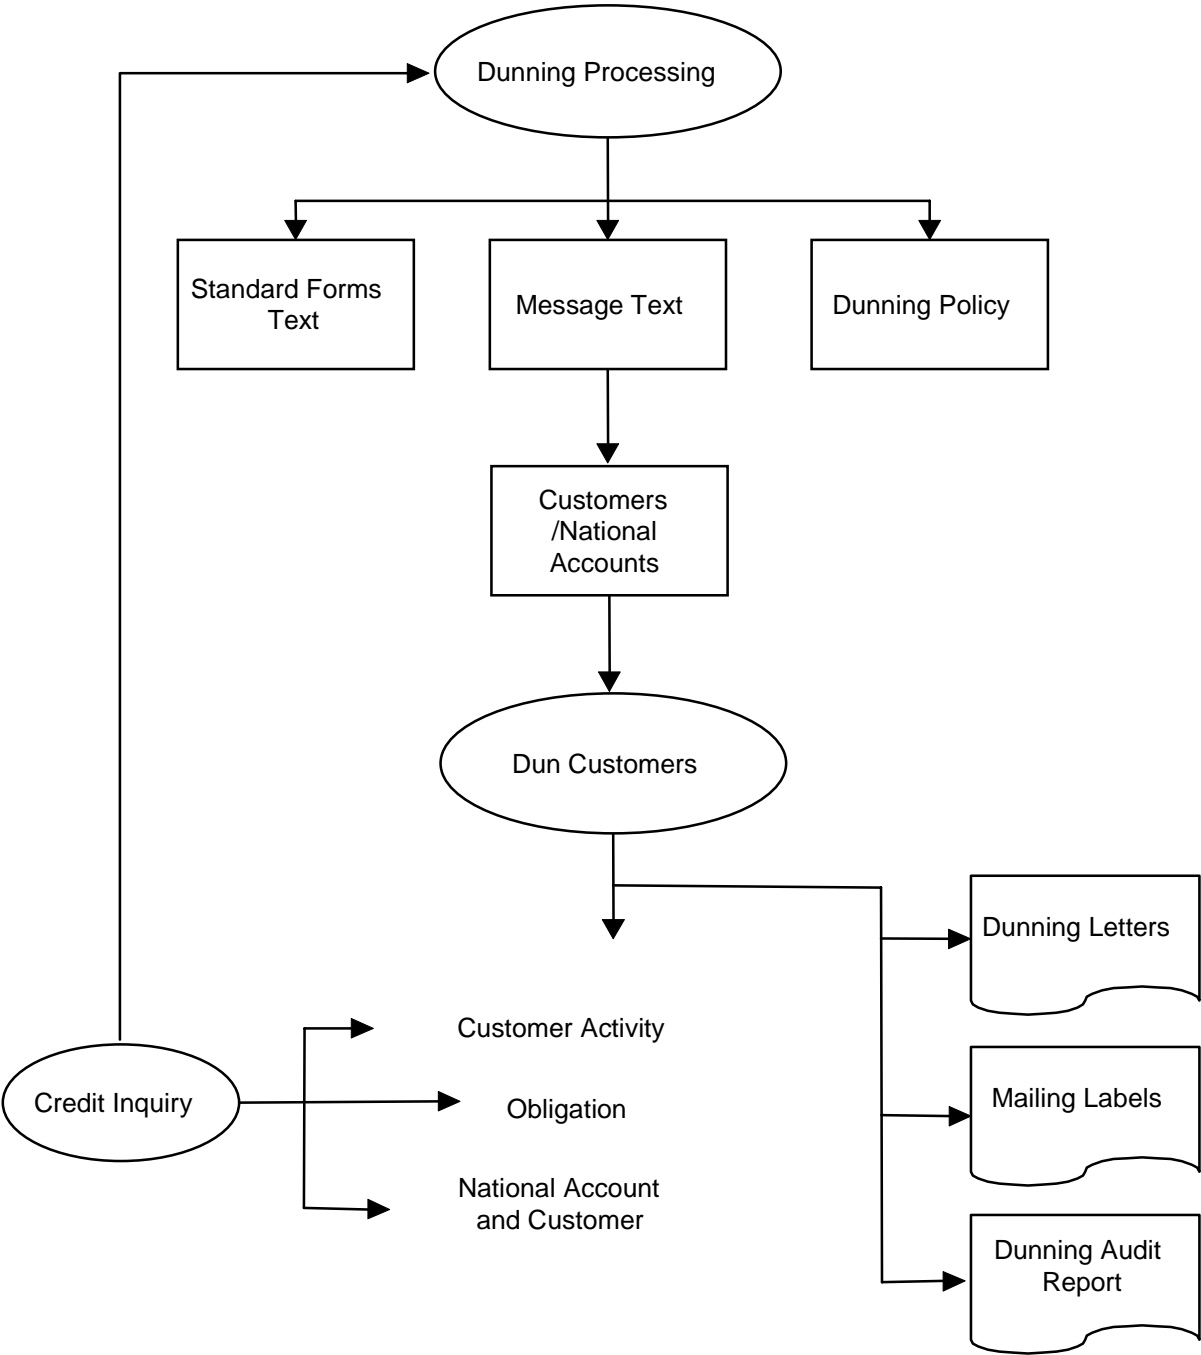 Dunning Processing
Standard Forms
Text
Message Text
Dunning Policy
Customers
/National
Accounts
Dun Customers
Dunning Letters
Customer Activity
Credit Inquiry
Obligation
Mailing Labels
National Account
and Customer
Dunning Audit
Report